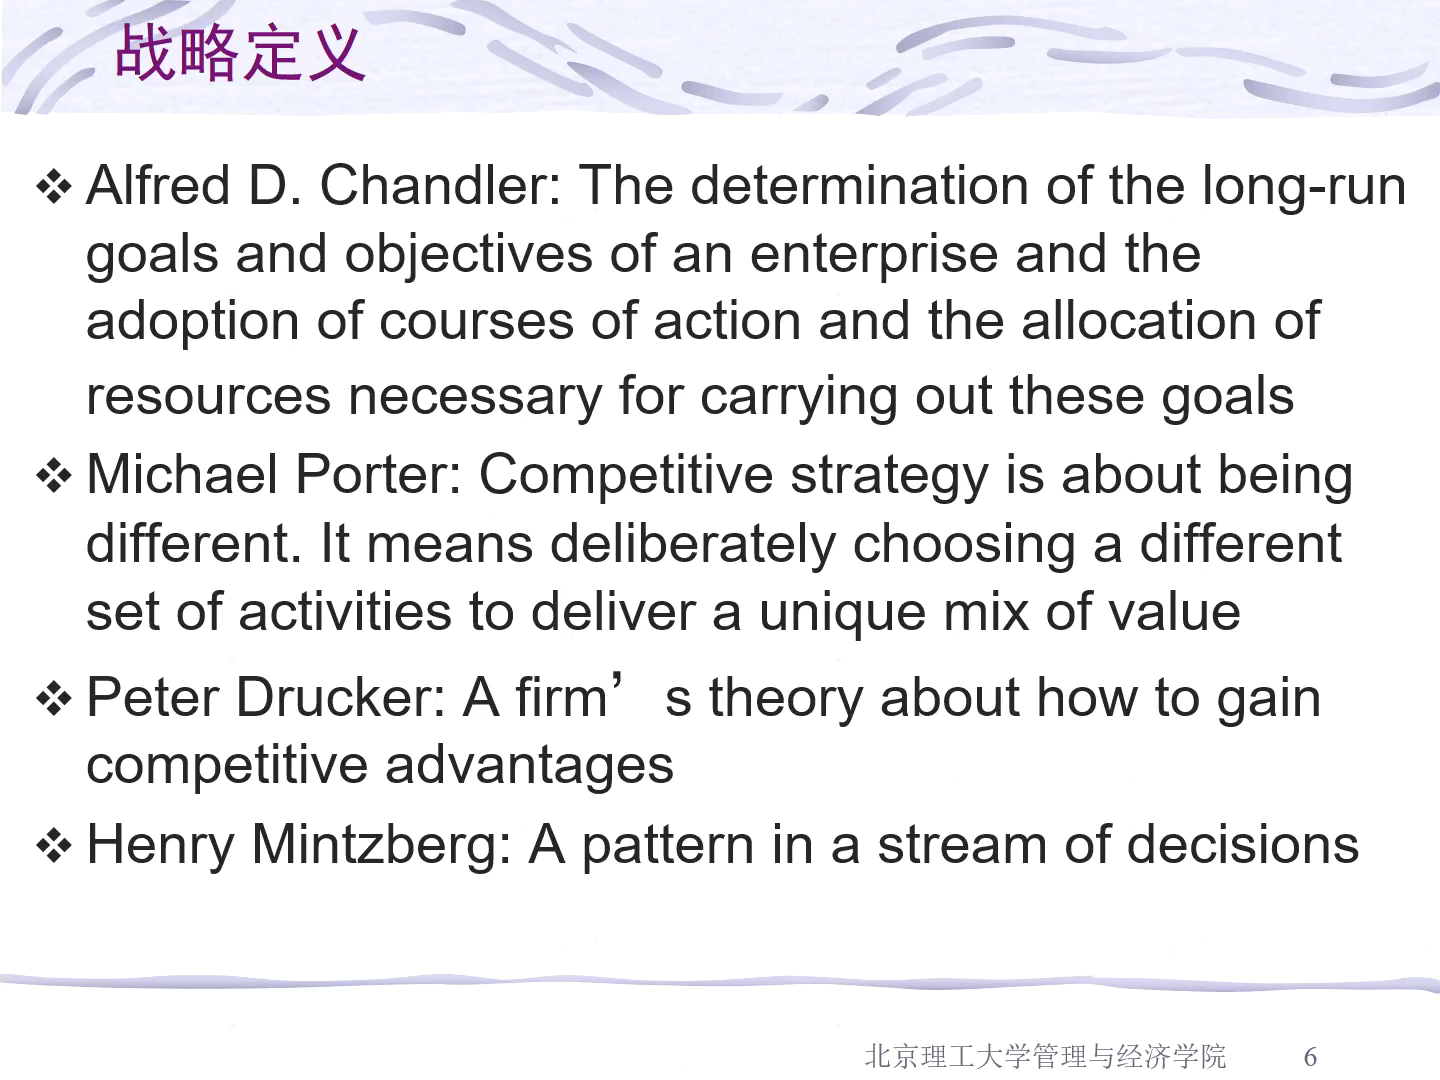 战略定义
❖ Alfred D. Chandler: The determination of the long-run
goals and objectives of an enterprise and the
adoption of courses of action and the allocation of
resources necessary for carrying out these goals
❖ Michael Porter: Competitive strategy is about being
different. It means deliberately choosing a different
set of activities to deliver a unique mix of value
❖ Peter Drucker: A firm’s theory about how to gain
competitive advantages
❖ Henry Mintzberg: A pattern in a stream of decisions
北京理工大学管理与经济学院 6